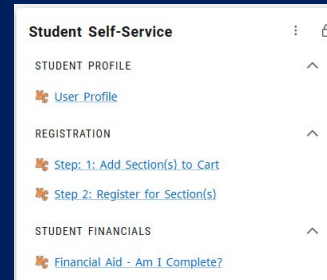 Student Self-Service
STUDENT PROFILE
User Profile
REGISTRATION
Step: 1: Add Section(s) to Cart
Step 2: Register for Section(s)
STUDENT FINANCIALS
Financial Aid - Am I Complete?